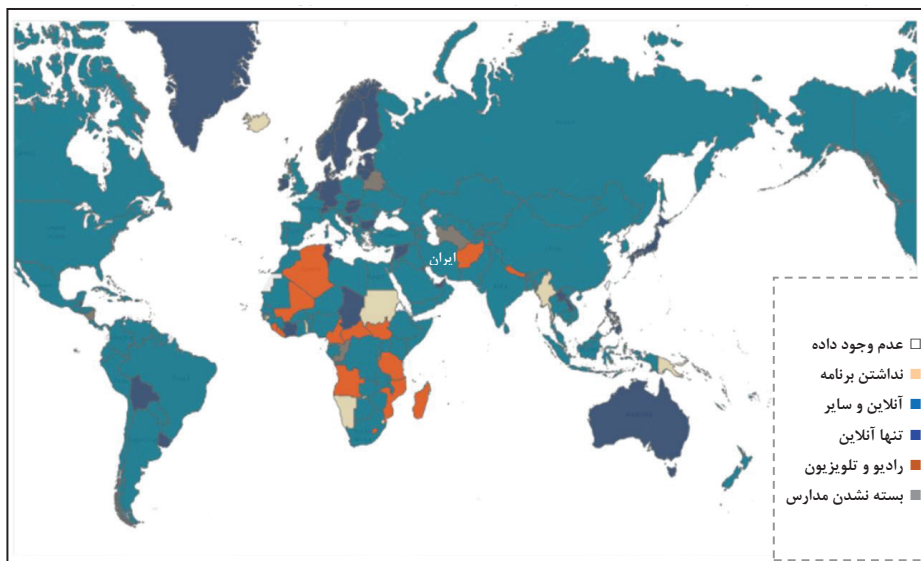 ایران
عدم وجود داده
نداشتن برنامه
آنلاین و سایر
تنها آنلاین
رادیو و تلویزیون
بسته نشدن مدارس